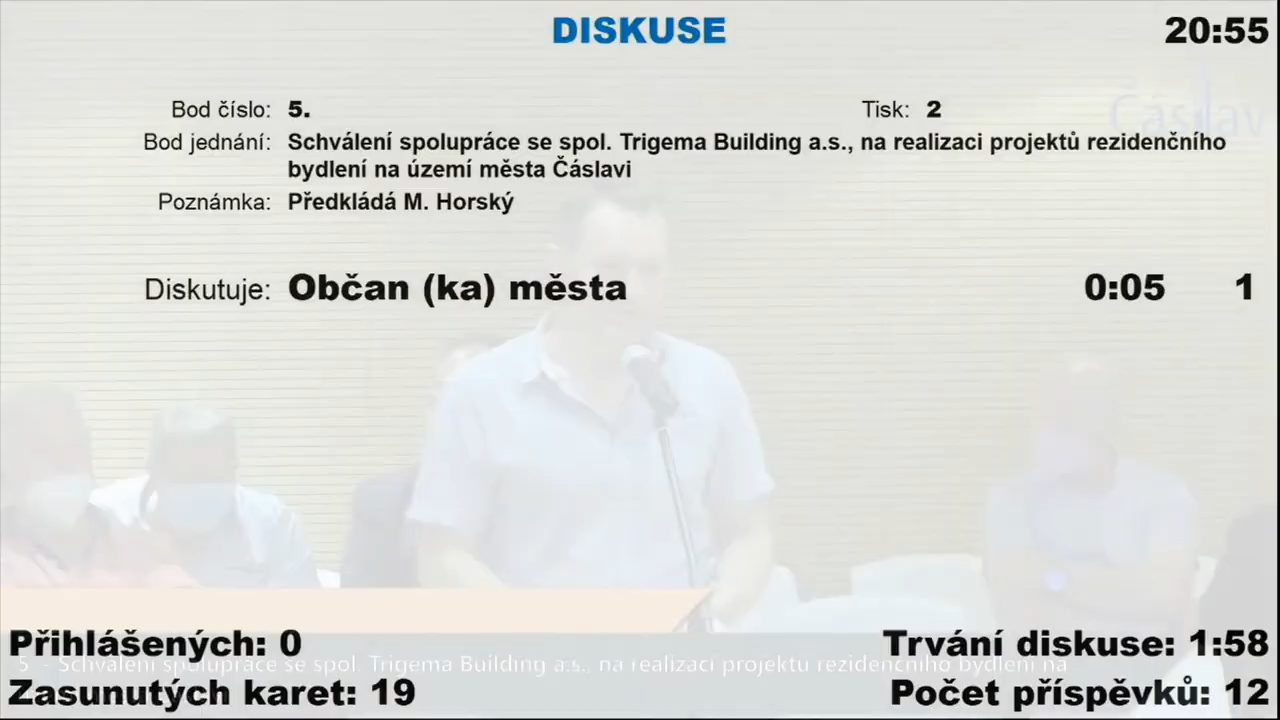 DISKUSE 20:55
Čáslav
Bod číslo: 5. Tisk: 2
Bod jednání: Schválení spolupráce se spol. Trigema Building a.s., na realizaci projektů rezidenčního
bydlení na území města Čáslavi
Poznámka: Předkládá M. Horský
Diskutuje: Občan (ka) města 0:05 1
Přihlášených: 0 Trvání diskuse: 1:58
5 - Schválení spolupráce se spol. Trigema Building a.s., na realizaci projektů rezidenčního bydlení na
Zasunutých karet: 19 Počet příspěvků: 12